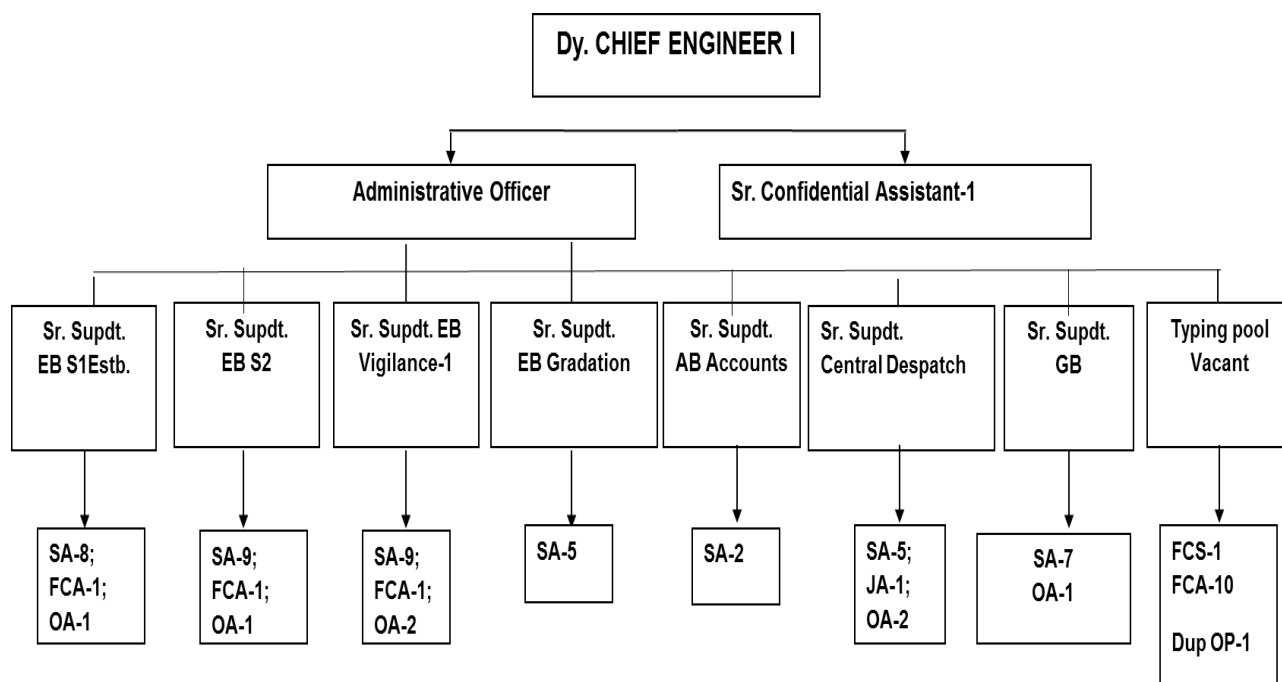 Dy. CHIEF ENGINEER I
Administrative Officer
Sr. Confidential Assistant-1
Sr. Supdt.
EB S1Estb.
Sr. Supdt.
EB S2
Sr. Supdt. EB
Vigilance-1
Sr. Supdt.
EB Gradation
Sr. Supdt.
AB Accounts
Sr. Supdt.
Central Despatch
Sr. Supdt.
GB
Typing pool
Vacant
SA-8;
FCA-1;
OA-1
SA-9;
FCA-1;
OA-1
SA-9;
FCA-1;
OA-2
SA-5
SA-2
SA-5;
JA-1;
OA-2
SA-7
OA-1
FCS-1
FCA-10
Dup OP-1